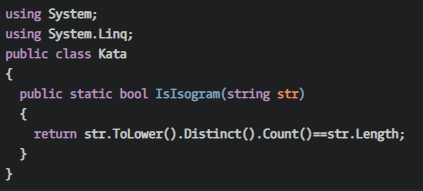 using System;
using System.Linq;
public class Kata
{
  public static bool IsIsogram(string str)
  {
    return str.ToLower().Distinct().Count()==str.Length;
  }
}